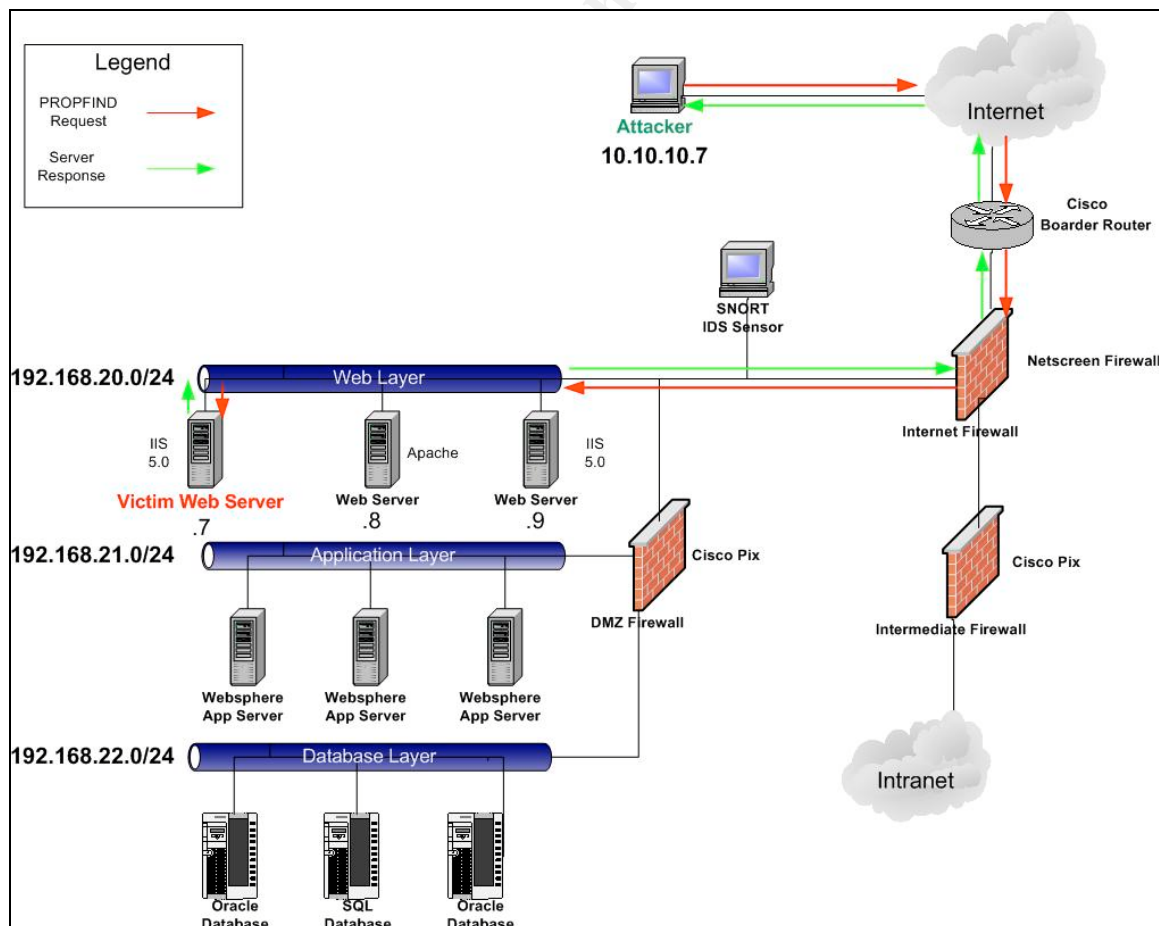 Legend
PROPFIND
Request
Server
Response
Attacker
10.10.10.7
Internet
Cisco
Boarder Router
SNORT
IDS Sensor
Netscreen Firewall
Internet Firewall
192.168.20.0/24
Web Layer
IIS
5.0
Victim Web Server
.7
Apache
Web Server
.8
IIS
5.0
Web Server
.9
192.168.21.0/24
Application Layer
Cisco Pix
DMZ Firewall
Cisco Pix
Intermediate Firewall
Websphere
App Server
Websphere
App Server
Websphere
App Server
192.168.22.0/24
Database Layer
Intranet
Oracle
Database
SQL
Database
Oracle
Database